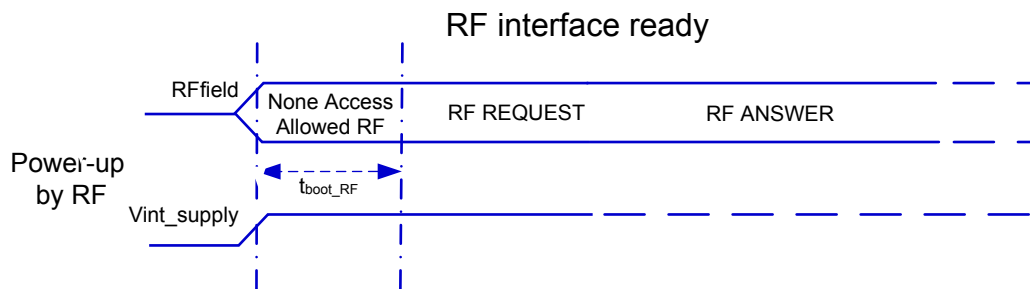 RF interface ready
RFfield
None Access
Allowed RF
RF REQUEST
RF ANSWER
Power-up
by RF
tboot_RF
Vint_supply